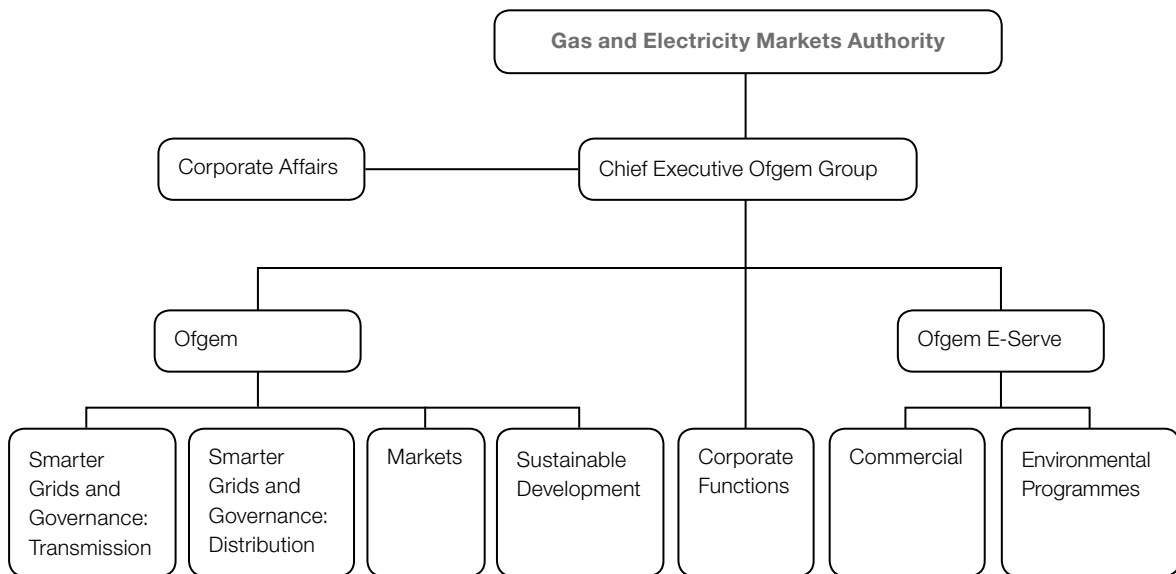 Gas and Electricity Markets Authority
Corporate Affairs
Chief Executive Ofgem Group
Ofgem
Ofgem E-Serve
Smarter
Grids and
Governance:
Transmission
Smarter
Grids and
Governance:
Distribution
Markets
Sustainable
Development
Corporate
Functions
Commercial
Environmental
Programmes